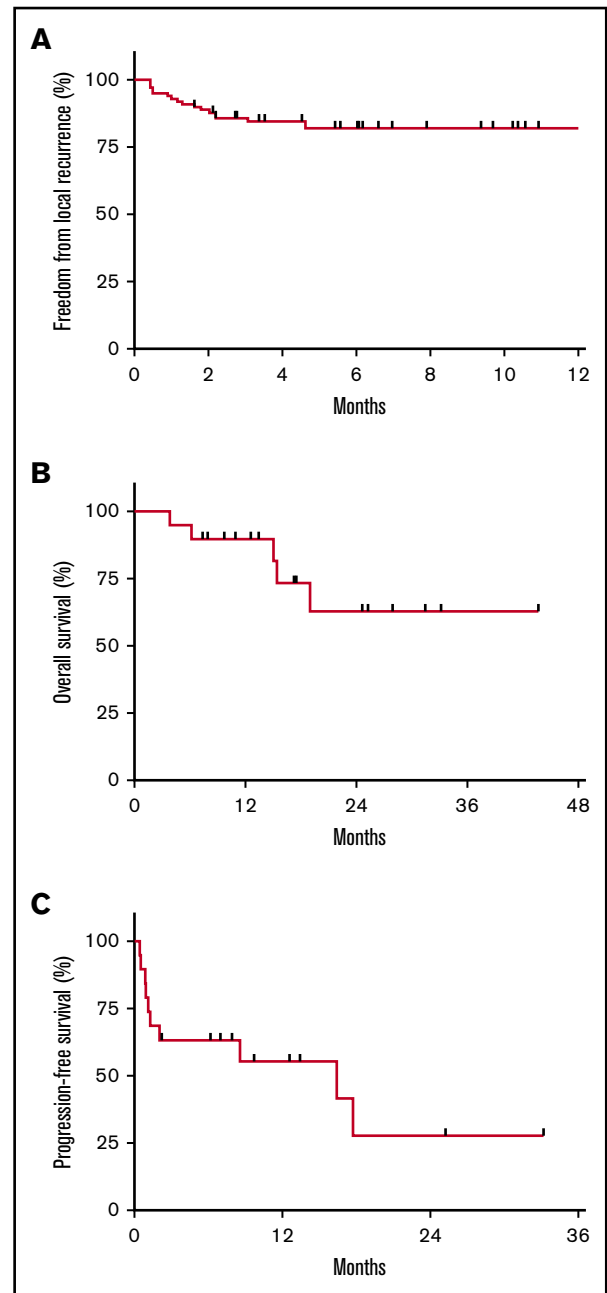 A
Freedom from local recurrence (%)
100
75
50
25
0
0 2 4 6 8 10 12
Months
B
Overall survival (%)
100
75
50
25
0
0 12 24 36 48
Months
C
Progression-free survival (%)
100
75
50
25
0
0 12 24 36
Months